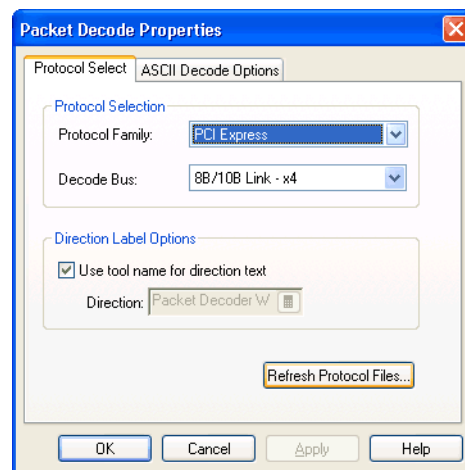 Packet Decode Properties
Protocol Select ASCII Decode Options
Protocol Selection
Protocol Family: PCI Express
Decode Bus: 8B/10B Link - x4
Direction Label Options
Use tool name for direction text
Direction: Packet Decoder W
Refresh Protocol Files...
OK Cancel Apply Help